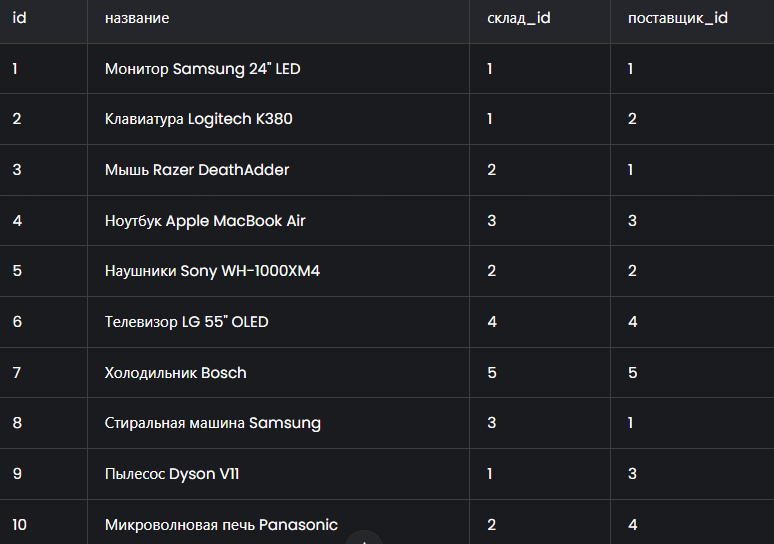 id название склад_id поставщик_id
1 Монитор Samsung 24" LED 1 1
2 Клавиатура Logitech K380 1 2
3 Мышь Razer DeathAdder 2 1
4 Ноутбук Apple MacBook Air 3 3
5 Наушники Sony WH-1000XM4 2 2
6 Телевизор LG 55" OLED 4 4
7 Холодильник Bosch 5 5
8 Стиральная машина Samsung 3 1
9 Пылесос Dyson V11 1 3
10 Микроволновая печь Panasonic 2 4